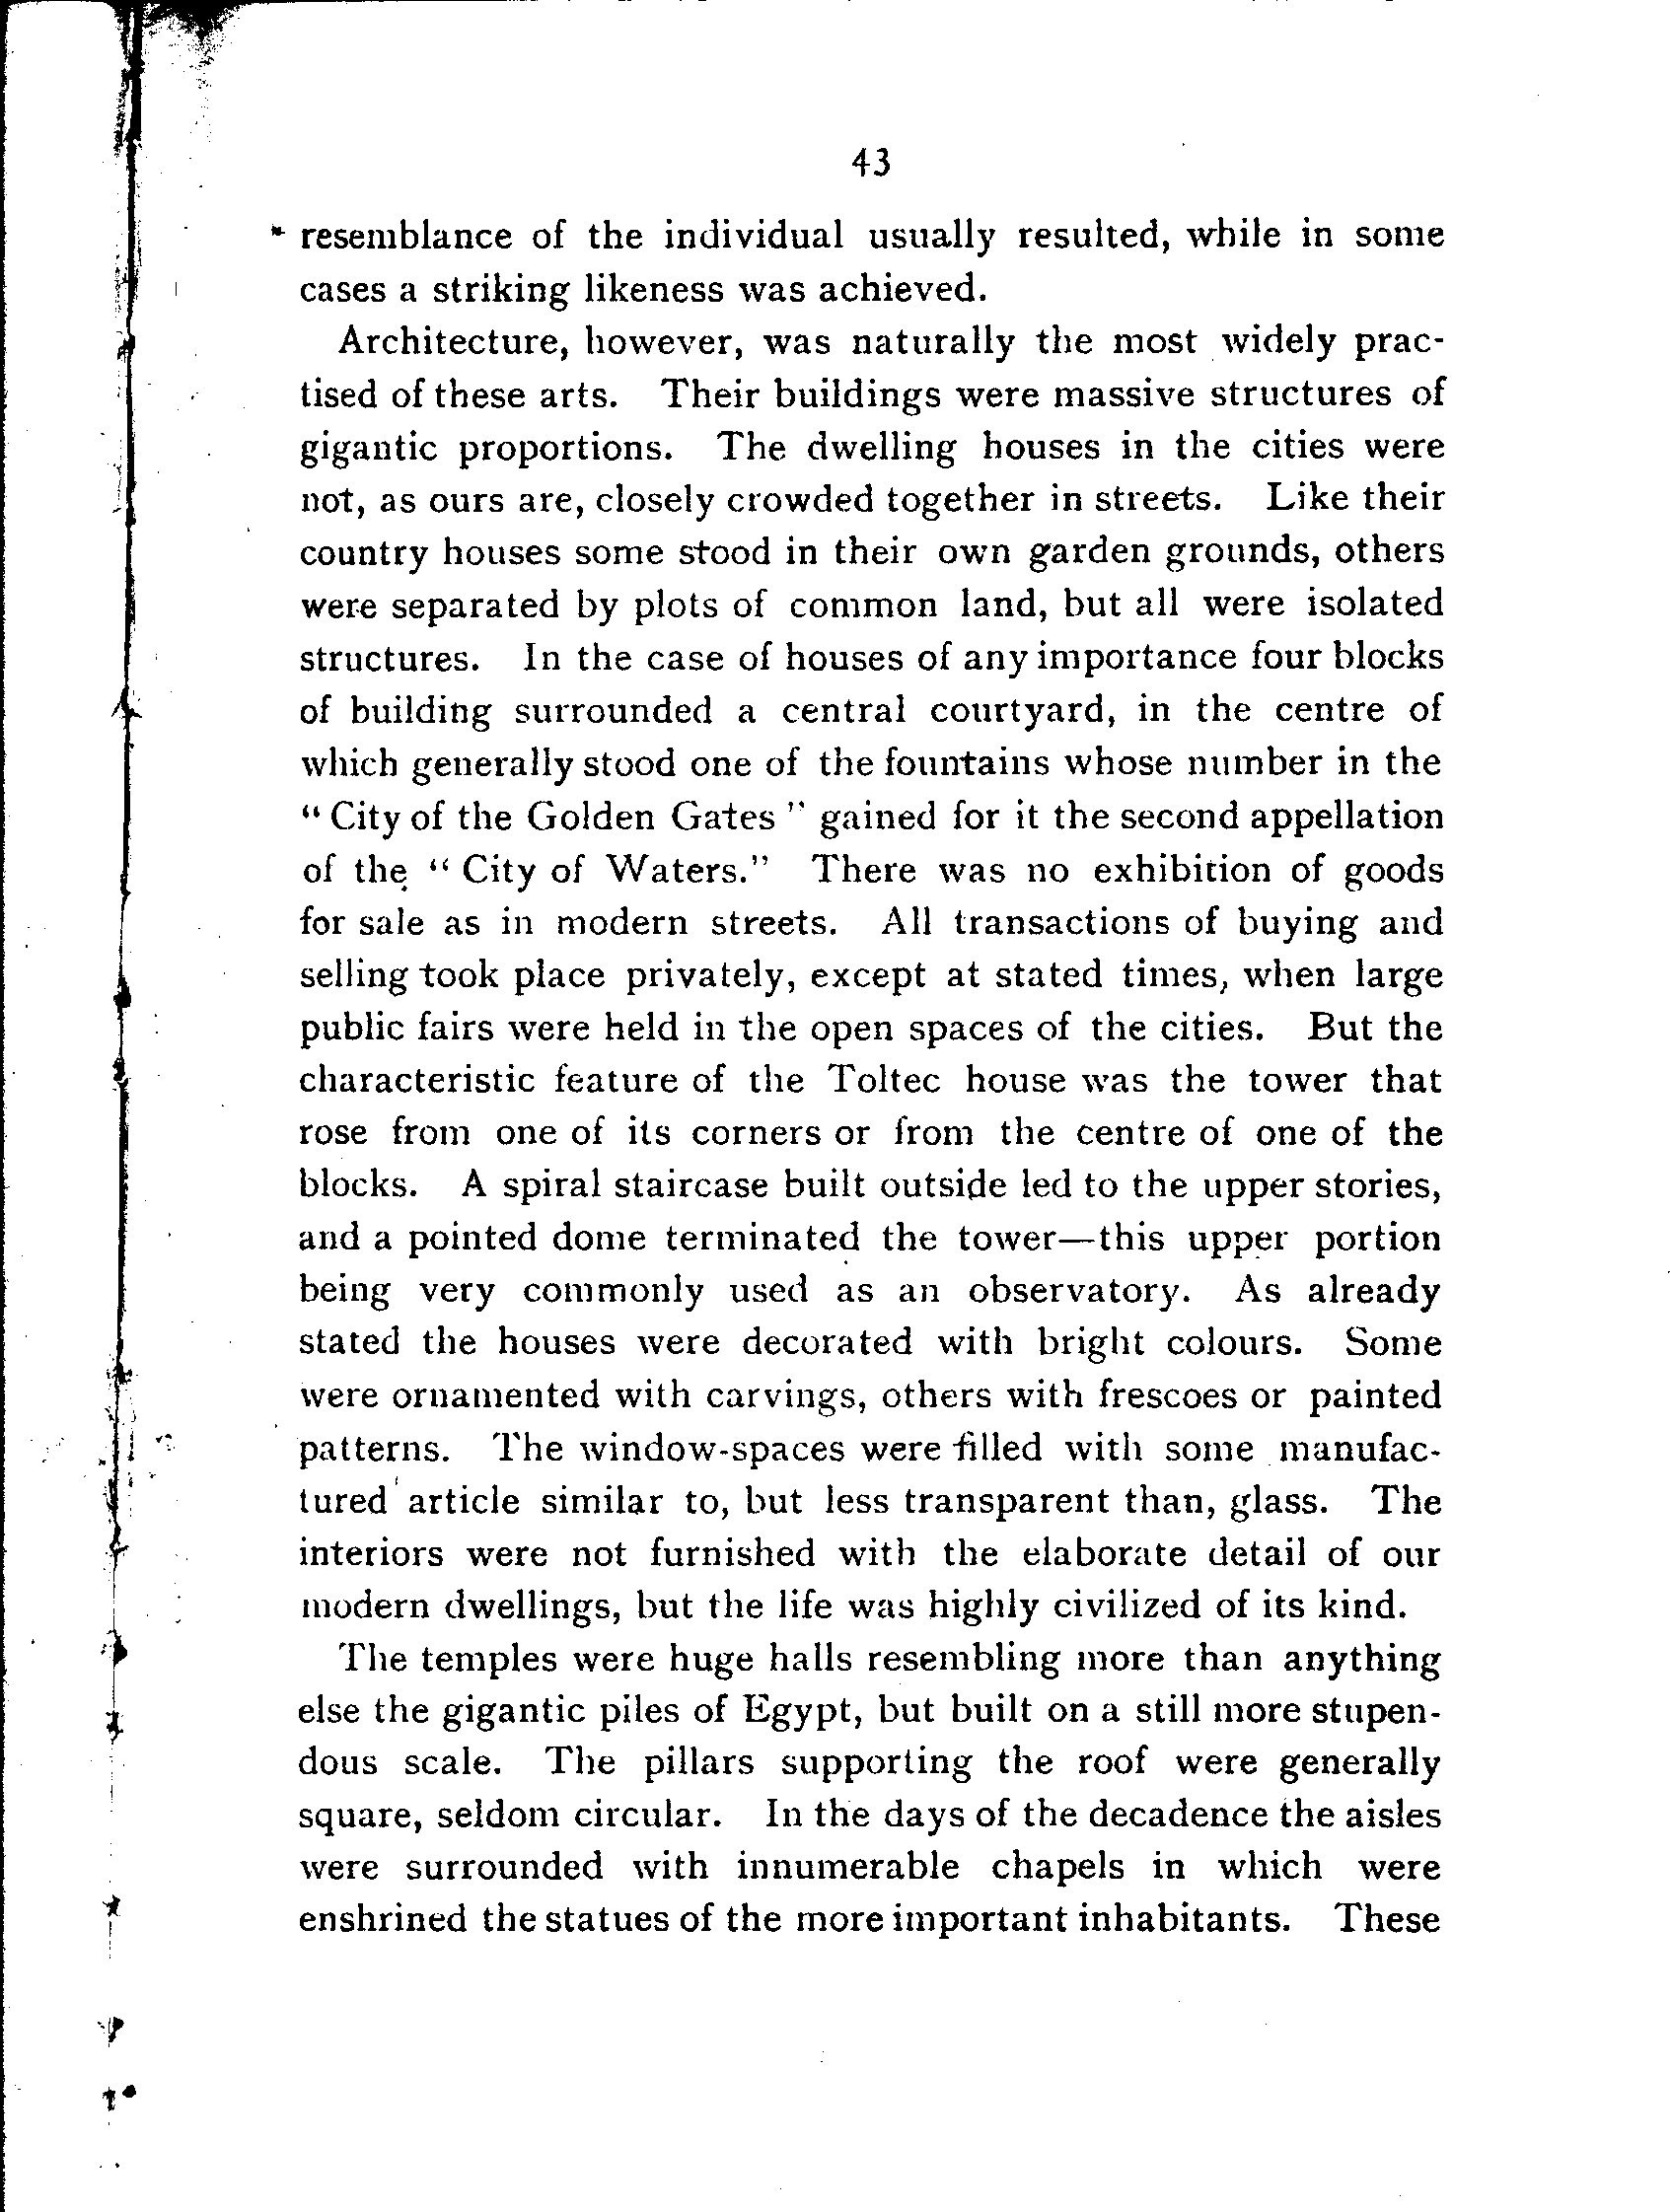 43
resemblance of the individual usually resulted, while in some
cases a striking likeness was achieved.
Architecture, however, was naturally the most widely prac-
tised of these arts. Their buildings were massive structures of
gigantic proportions. The dwelling houses in the cities were
not, as ours are, closely crowded together in streets. Like their
country houses some stood in their own garden grounds, others
were separated by plots of common land, but all were isolated
structures. In the case of houses of any importance four blocks
of building surrounded a central courtyard, in the centre of
which generally stood one of the fountains whose number in the
“ City of the Golden Gates ” gained for it the second appellation
of the “ City of Waters.” There was no exhibition of goods
for sale as in modern streets. All transactions of buying and
selling took place privately, except at stated times, when large
public fairs were held in the open spaces of the cities. But the
characteristic feature of the Toltec house was the tower that
rose from one of its corners or from the centre of one of the
blocks. A spiral staircase built outside led to the upper stories,
and a pointed dome terminated the tower—this upper portion
being very commonly used as an observatory. As already
stated the houses were decorated with bright colours. Some
were ornamented with carvings, others with frescoes or painted
patterns. The window-spaces were filled with some manufac-
tured article similar to, but less transparent than, glass. The
interiors were not furnished with the elaborate detail of our
modern dwellings, but the life was highly civilized of its kind.
The temples were huge halls resembling more than anything
else the gigantic piles of Egypt, but built on a still more stupen-
dous scale. The pillars supporting the roof were generally
square, seldom circular. In the days of the decadence the aisles
were surrounded with innumerable chapels in which were
enshrined the statues of the more important inhabitants. These